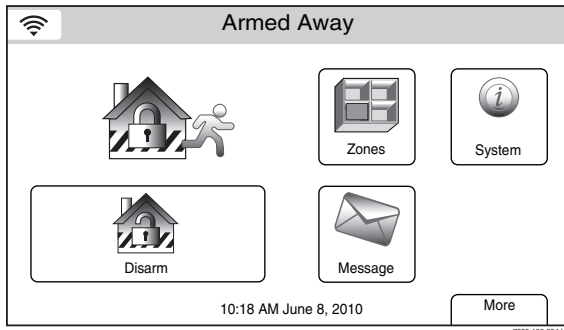 Armed Away
Zones
System
Disarm
Message
10:18 AM June 8, 2010
More